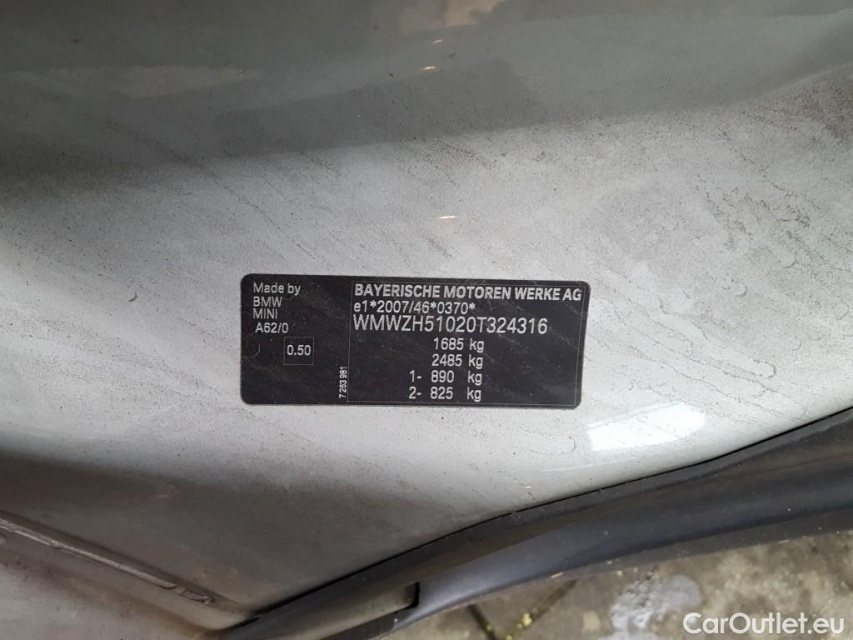 Made by
BMW
MINI
A62/0
0.50
7 263 981
BAYERISCHE MOTOREN WERKE AG
e1*2007/46*0370*
WMWZH51020T324316
1685 kg
2485 kg
1- 890 kg
2- 825 kg
CarOutlet.eu